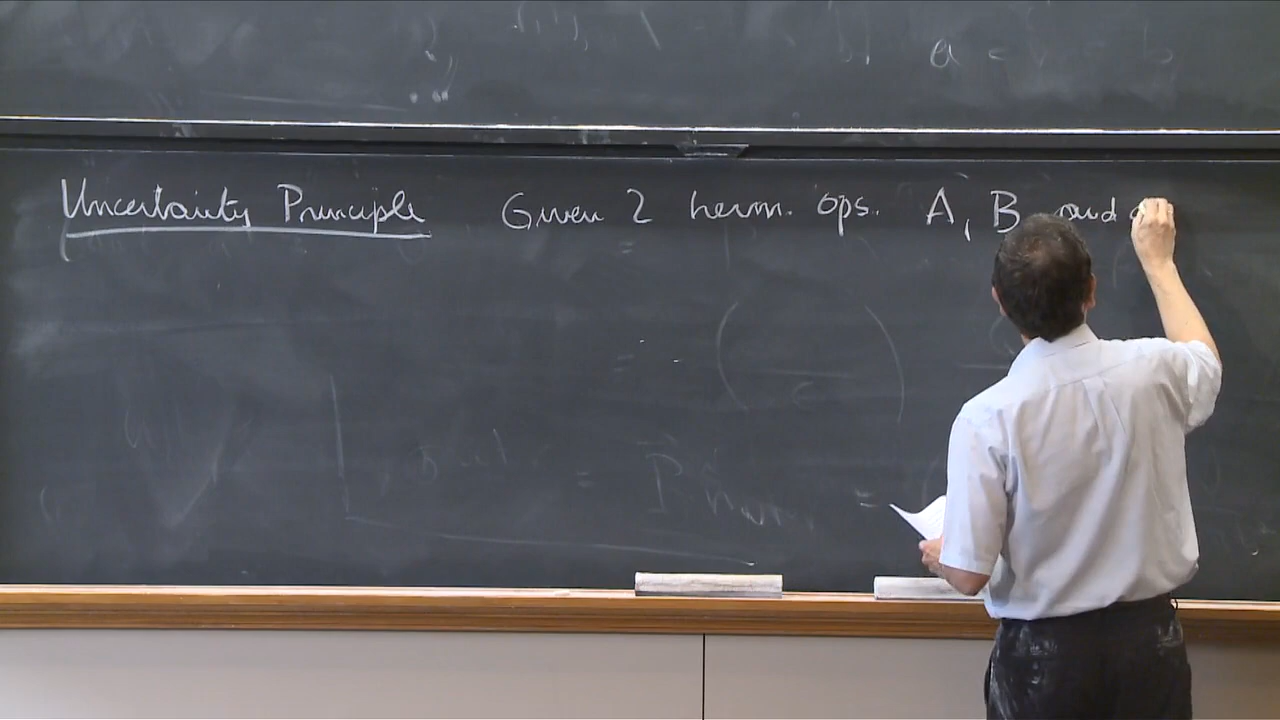 a =
Uncertainty Principle Given 2 herm. ops. A, B and